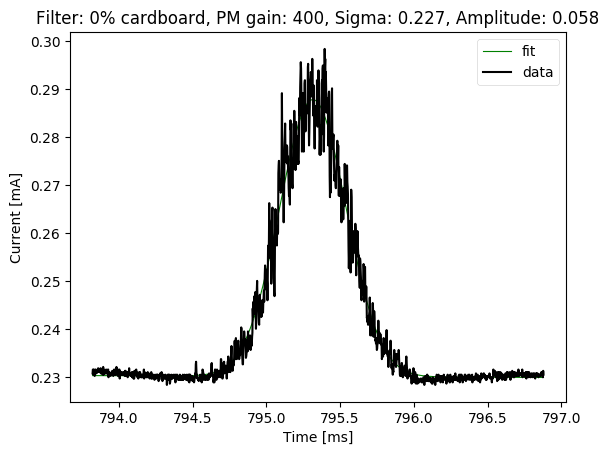 Filter: 0% cardboard, PM gain: 400, Sigma: 0.227, Amplitude: 0.058
fit
data
0.30
0.29
0.28
0.27
0.26
0.25
0.24
0.23
Current [mA]
794.0 794.5 795.0 795.5 796.0 796.5 797.0
Time [ms]